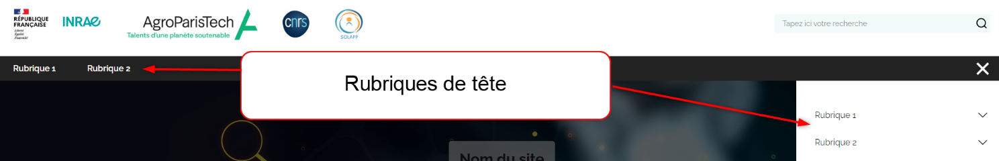 RÉPUBLIQUE
FRANÇAISE
Liberté
Égalité
Fraternité
INRAE
AgroParisTech
Talents d'une planète soutenable
cnrs
SOLAPP
Tapez ici votre recherche
Rubrique 1
Rubrique 2
Rubriques de tête
Rubrique 1
Rubrique 2
Nom du site